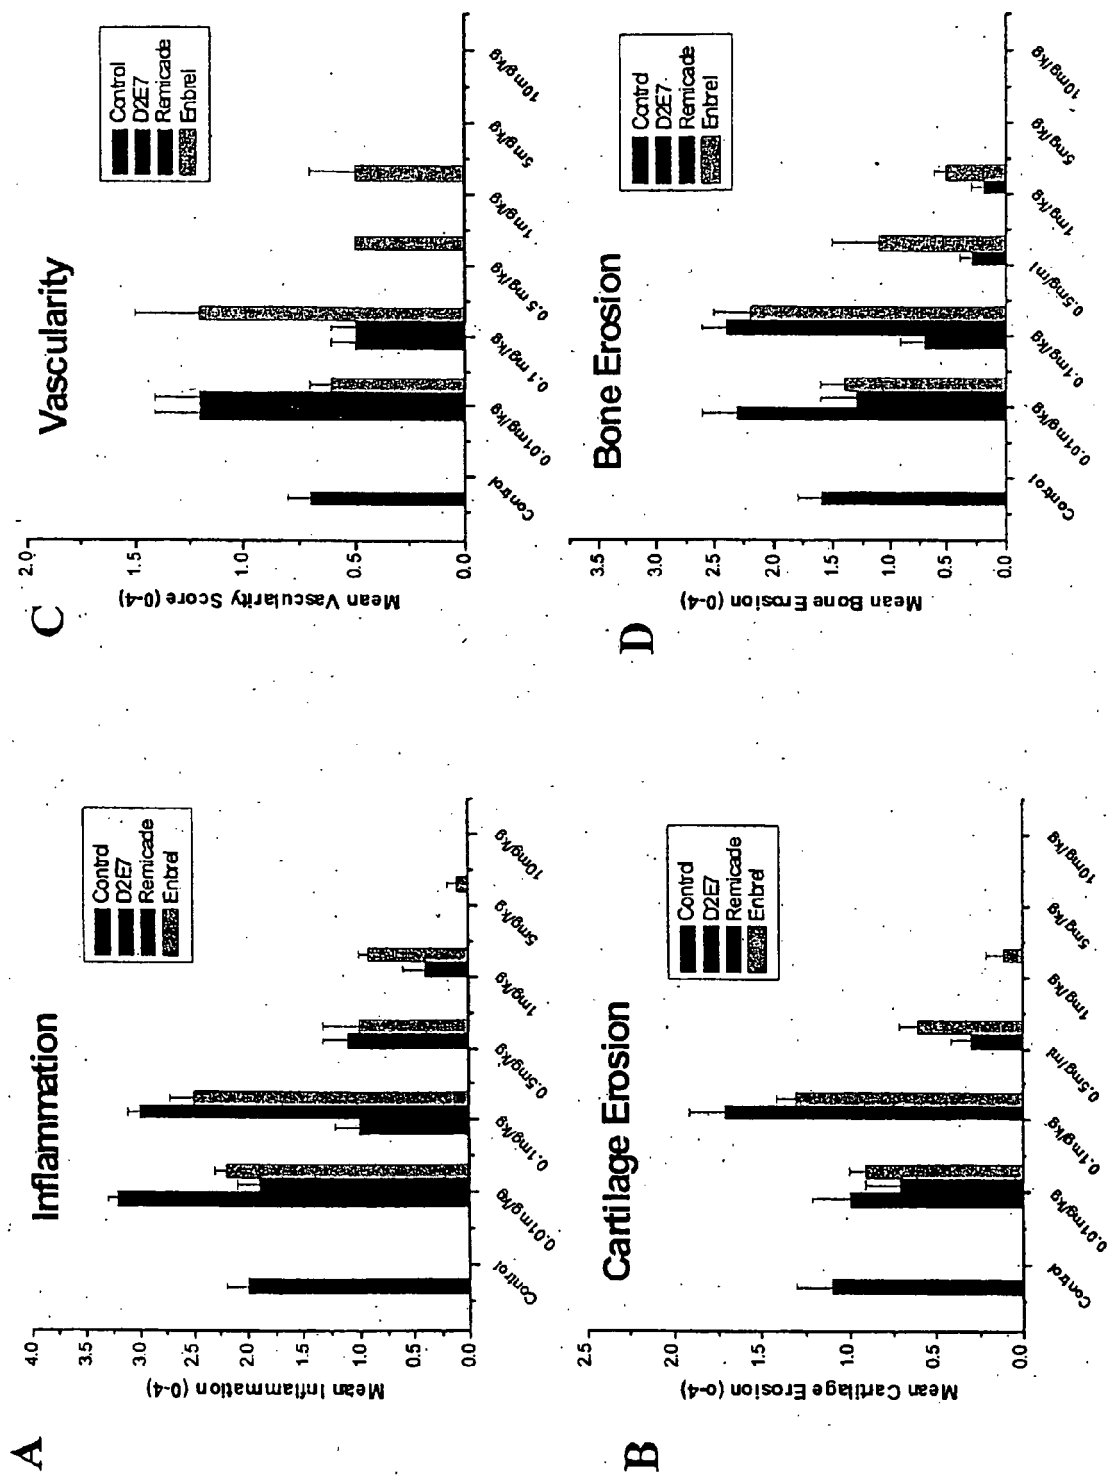 A
Inflammation
Mean Inflammation (0-4)
4.0
3.5
3.0
2.5
2.0
1.5
1.0
0.5
0.0
Control
D2E7
Remicade
Enbrel
Control
0.01mg/kg
0.1mg/kg
0.5mg/kg
1mg/kg
5mg/kg
10mg/kg
C
Vascularity
Mean Vascularity Score (0-4)
2.0
1.5
1.0
0.5
0.0
Control
D2E7
Remicade
Enbrel
Control
0.01mg/kg
0.1 mg/kg
0.5 mg/kg
1mg/kg
5mg/kg
10mg/kg
B
Cartilage Erosion
Mean Cartilage Erosion (o-4)
2.5
2.0
1.5
1.0
0.5
0.0
Control
D2E7
Remicade
Enbrel
Control
0.01mg/kg
0.1mg/kg
0.5mg/ml
1mg/kg
5mg/kg
10mg/kg
D
Bone Erosion
Mean Bone Erosion (0-4)
3.5
3.0
2.5
2.0
1.5
1.0
0.5
0.0
Control
D2E7
Remicade
Enbrel
Control
0.01mg/kg
0.1mg/kg
0.5mg/ml
1mg/kg
5mg/kg
10mg/kg